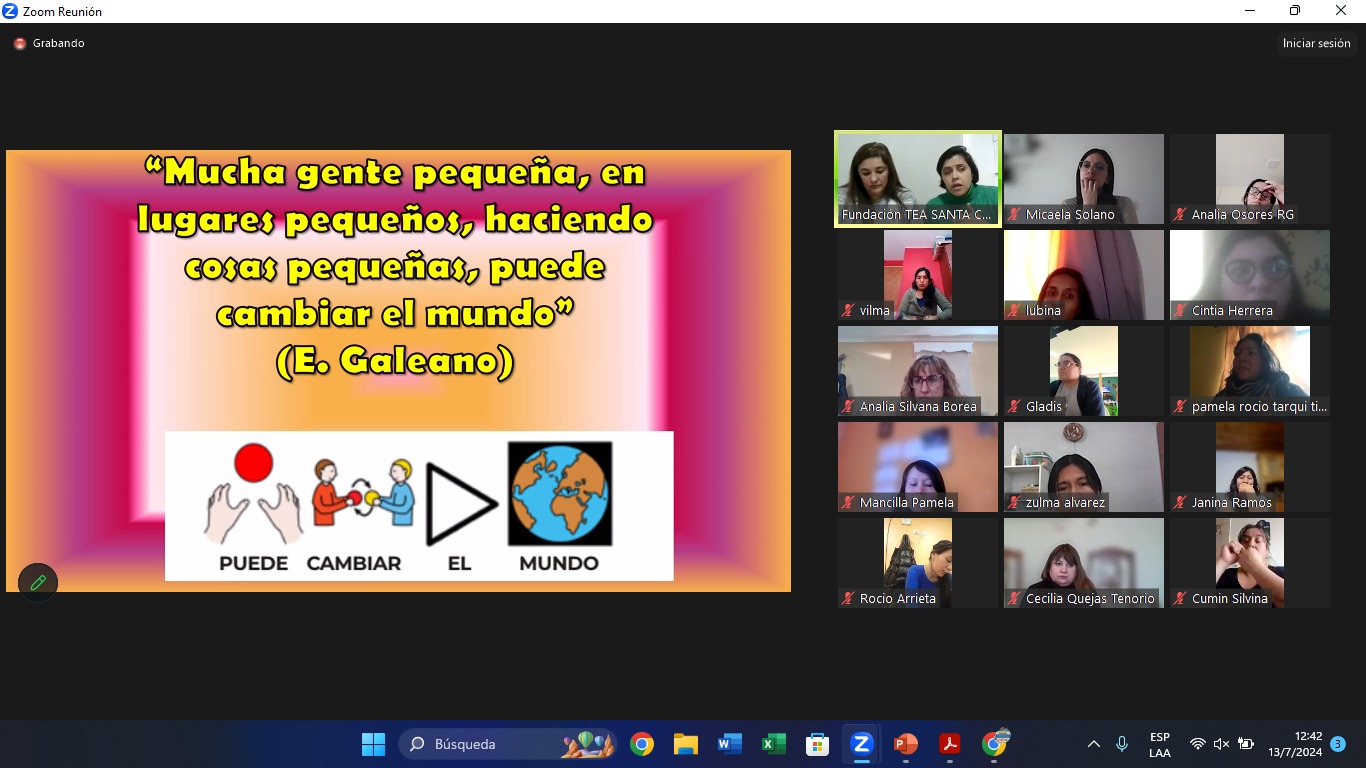 Zoom Reunión
Grabando
Iniciar sesión
“Mucha gente pequeña, en
lugares pequeños, haciendo
cosas pequeñas, puede
cambiar el mundo”
(E. Galeano)
PUEDE CAMBIAR EL MUNDO
Fundación TEA SANTA C...
Micaela Solano
Analia Osores RG
vilma
lubina
Cintia Herrera
Analia Silvana Borea
Gladis
pamela rocio tarqui ti...
Mancilla Pamela
zulma alvarez
Janina Ramos
Rocio Arrieta
Cecilia Quejas Tenorio
Cumin Silvina
Búsqueda
ESP
LAA
12:42
13/7/2024
3